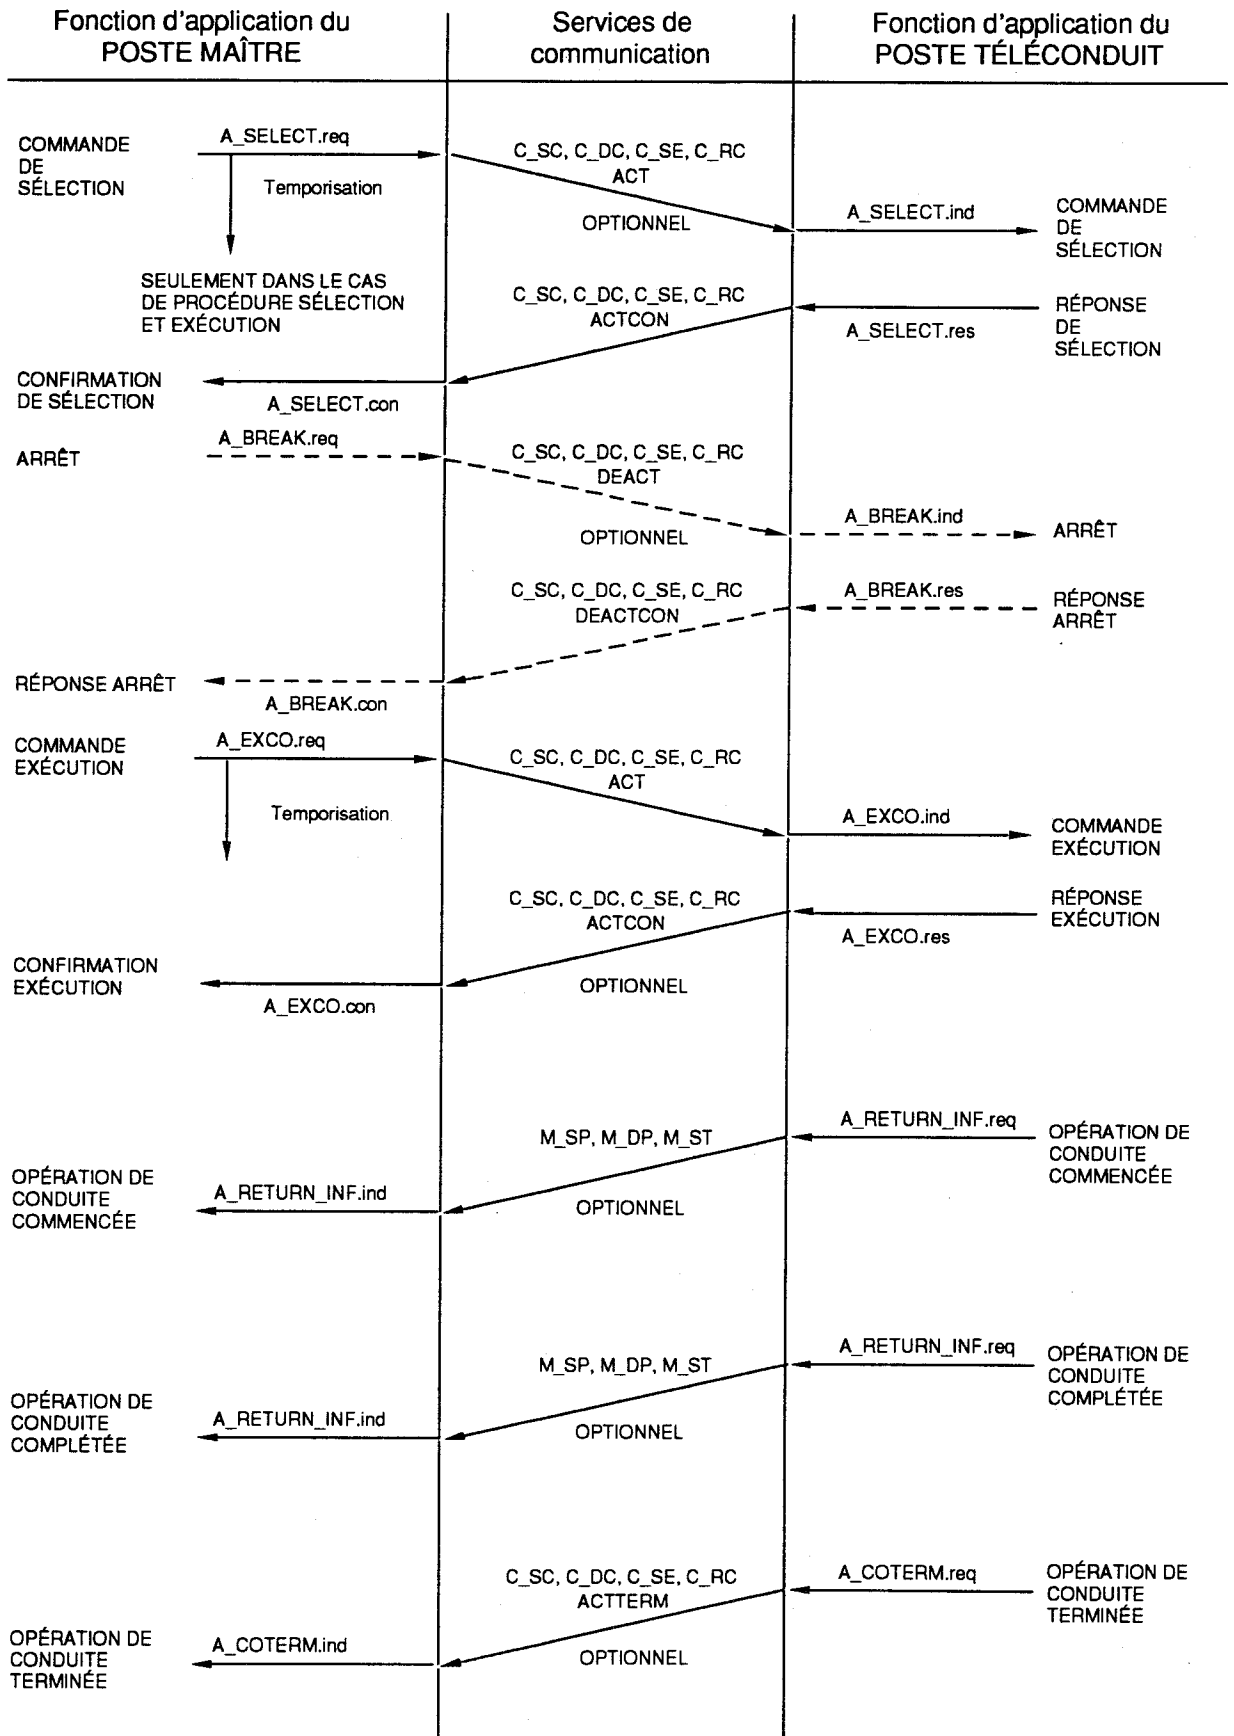 Fonction d'application du
POSTE MAÎTRE
Services de
communication
Fonction d'application du
POSTE TÉLÉCONDUIT
COMMANDE
DE
SÉLECTION
A_SELECT.req
Temporisation
SEULEMENT DANS LE CAS
DE PROCÉDURE SÉLECTION
ET EXÉCUTION
C_SC, C_DC, C_SE, C_RC
ACT
OPTIONNEL
A_SELECT.ind
COMMANDE
DE
SÉLECTION
C_SC, C_DC, C_SE, C_RC
ACTCON
A_SELECT.res
RÉPONSE
DE
SÉLECTION
CONFIRMATION
DE SÉLECTION
A_SELECT.con
ARRÊT
A_BREAK.req
C_SC, C_DC, C_SE, C_RC
DEACT
OPTIONNEL
A_BREAK.ind
ARRÊT
C_SC, C_DC, C_SE, C_RC
DEACTCON
A_BREAK.res
RÉPONSE
ARRÊT
RÉPONSE ARRÊT
A_BREAK.con
COMMANDE
EXÉCUTION
A_EXCO.req
Temporisation
C_SC, C_DC, C_SE, C_RC
ACT
A_EXCO.ind
COMMANDE
EXÉCUTION
C_SC, C_DC, C_SE, C_RC
ACTCON
OPTIONNEL
A_EXCO.res
RÉPONSE
EXÉCUTION
CONFIRMATION
EXÉCUTION
A_EXCO.con
M_SP, M_DP, M_ST
OPTIONNEL
A_RETURN_INF.req
OPÉRATION DE
CONDUITE
COMMENCÉE
OPÉRATION DE
CONDUITE
COMMENCÉE
A_RETURN_INF.ind
M_SP, M_DP, M_ST
OPTIONNEL
A_RETURN_INF.req
OPÉRATION DE
CONDUITE
COMPLÉTÉE
OPÉRATION DE
CONDUITE
COMPLÉTÉE
A_RETURN_INF.ind
C_SC, C_DC, C_SE, C_RC
ACTTERM
OPTIONNEL
A_COTERM.req
OPÉRATION DE
CONDUITE
TERMINÉE
OPÉRATION DE
CONDUITE
TERMINÉE
A_COTERM.ind